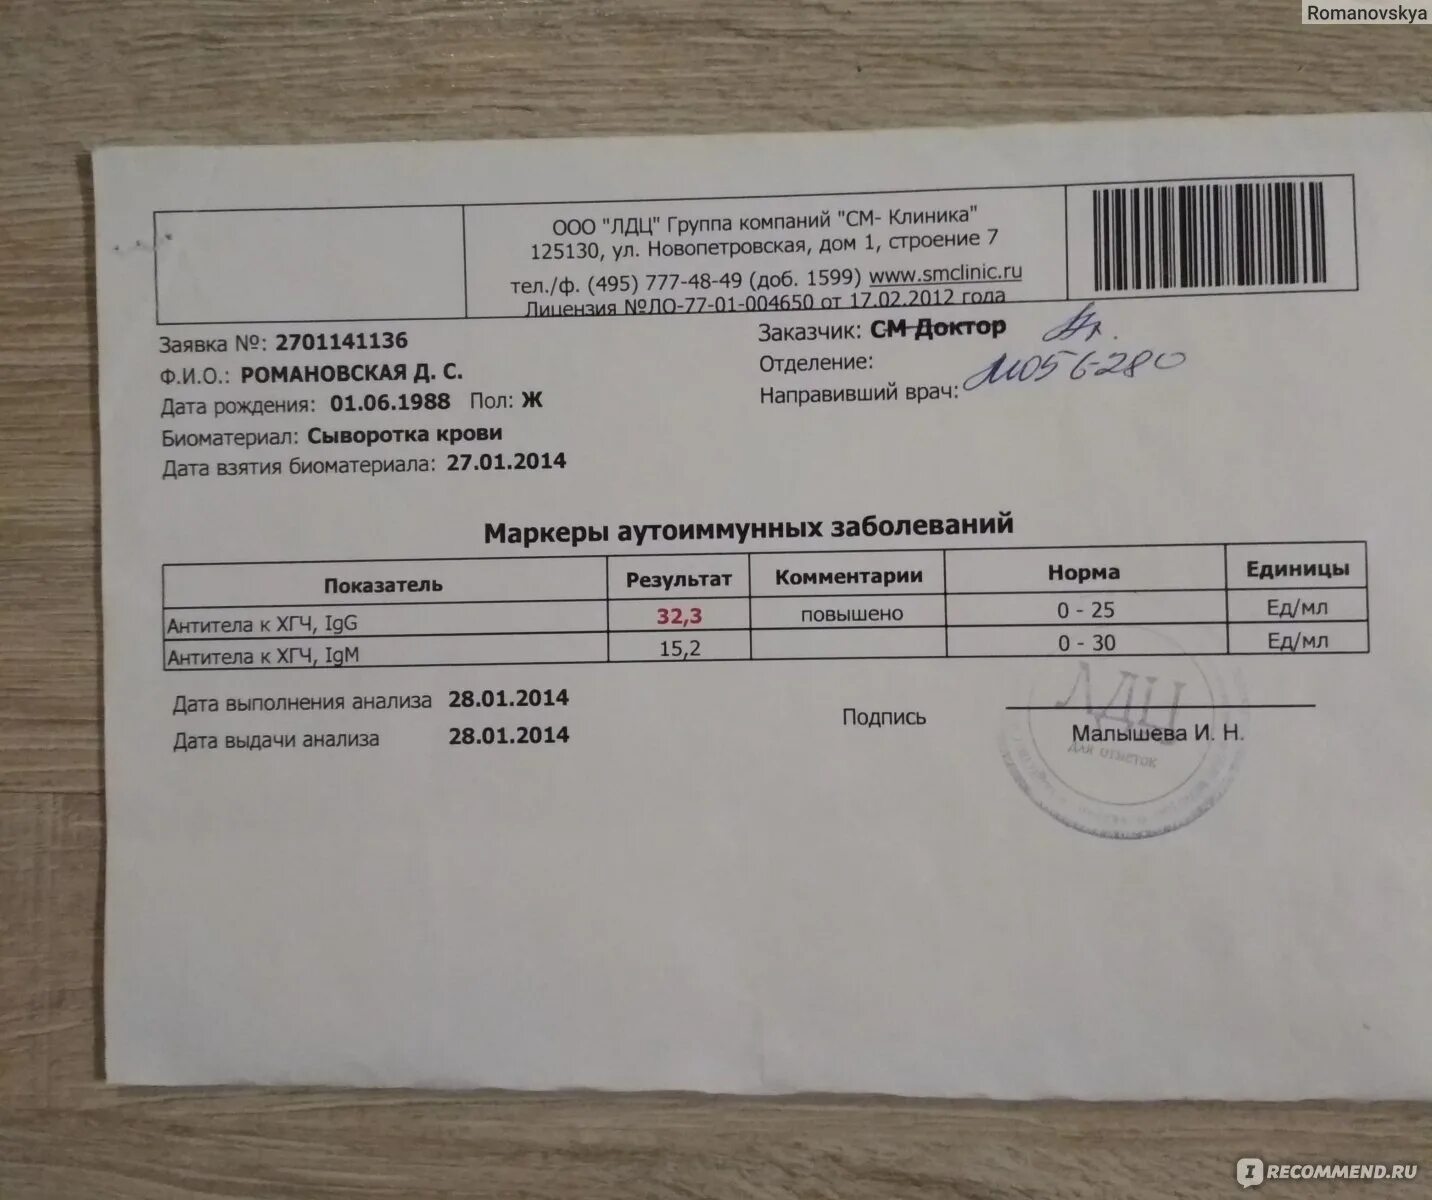 Romanovskya
ООО "ЛДЦ" Группа компаний "СМ- Клиника"
125130, ул. Новопетровская, дом 1, строение 7
тел./ф. (495) 777-48-49 (доб. 1599) www.smclinic.ru
Лицензия №ЛО-77-01-004650 от 17.02.2012 года
Заявка №: 2701141136
Ф.И.О.: РОМАНОВСКАЯ Д. С.
Дата рождения: 01.06.1988 Пол: Ж
Биоматериал: Сыворотка крови
Дата взятия биоматериала: 27.01.2014
Заказчик: СМ-Доктор
Отделение:
Направивший врач:
Маркеры аутоиммунных заболеваний
Показатель Результат Комментарии Норма Единицы
Антитела к ХГЧ, IgG 32,3 повышено 0 - 25 Ед/мл
Антитела к ХГЧ, IgM 15,2 0 - 30 Ед/мл
Дата выполнения анализа 28.01.2014
Дата выдачи анализа 28.01.2014
Подпись
Малышева И. Н.
ЛДЦ
для отметок
IRECOMMEND.RU